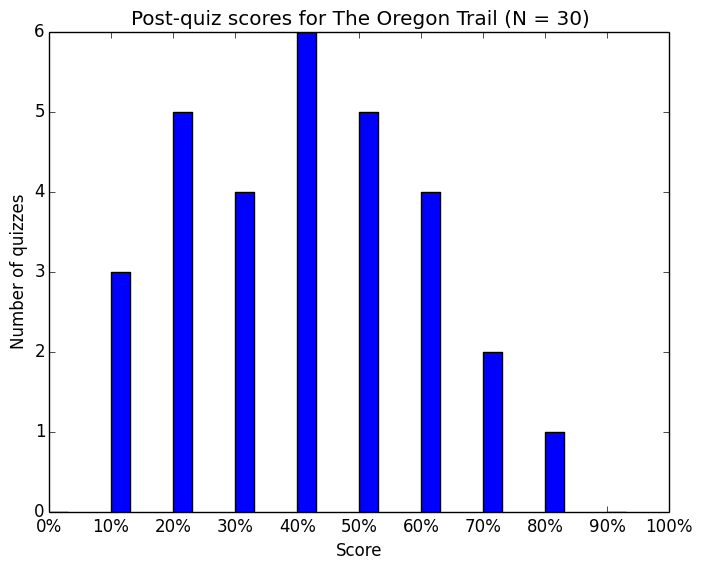 Post-quiz scores for The Oregon Trail (N = 30)
6
5
4
3
2
1
0
Number of quizzes
0% 10% 20% 30% 40% 50% 60% 70% 80% 90% 100%
Score